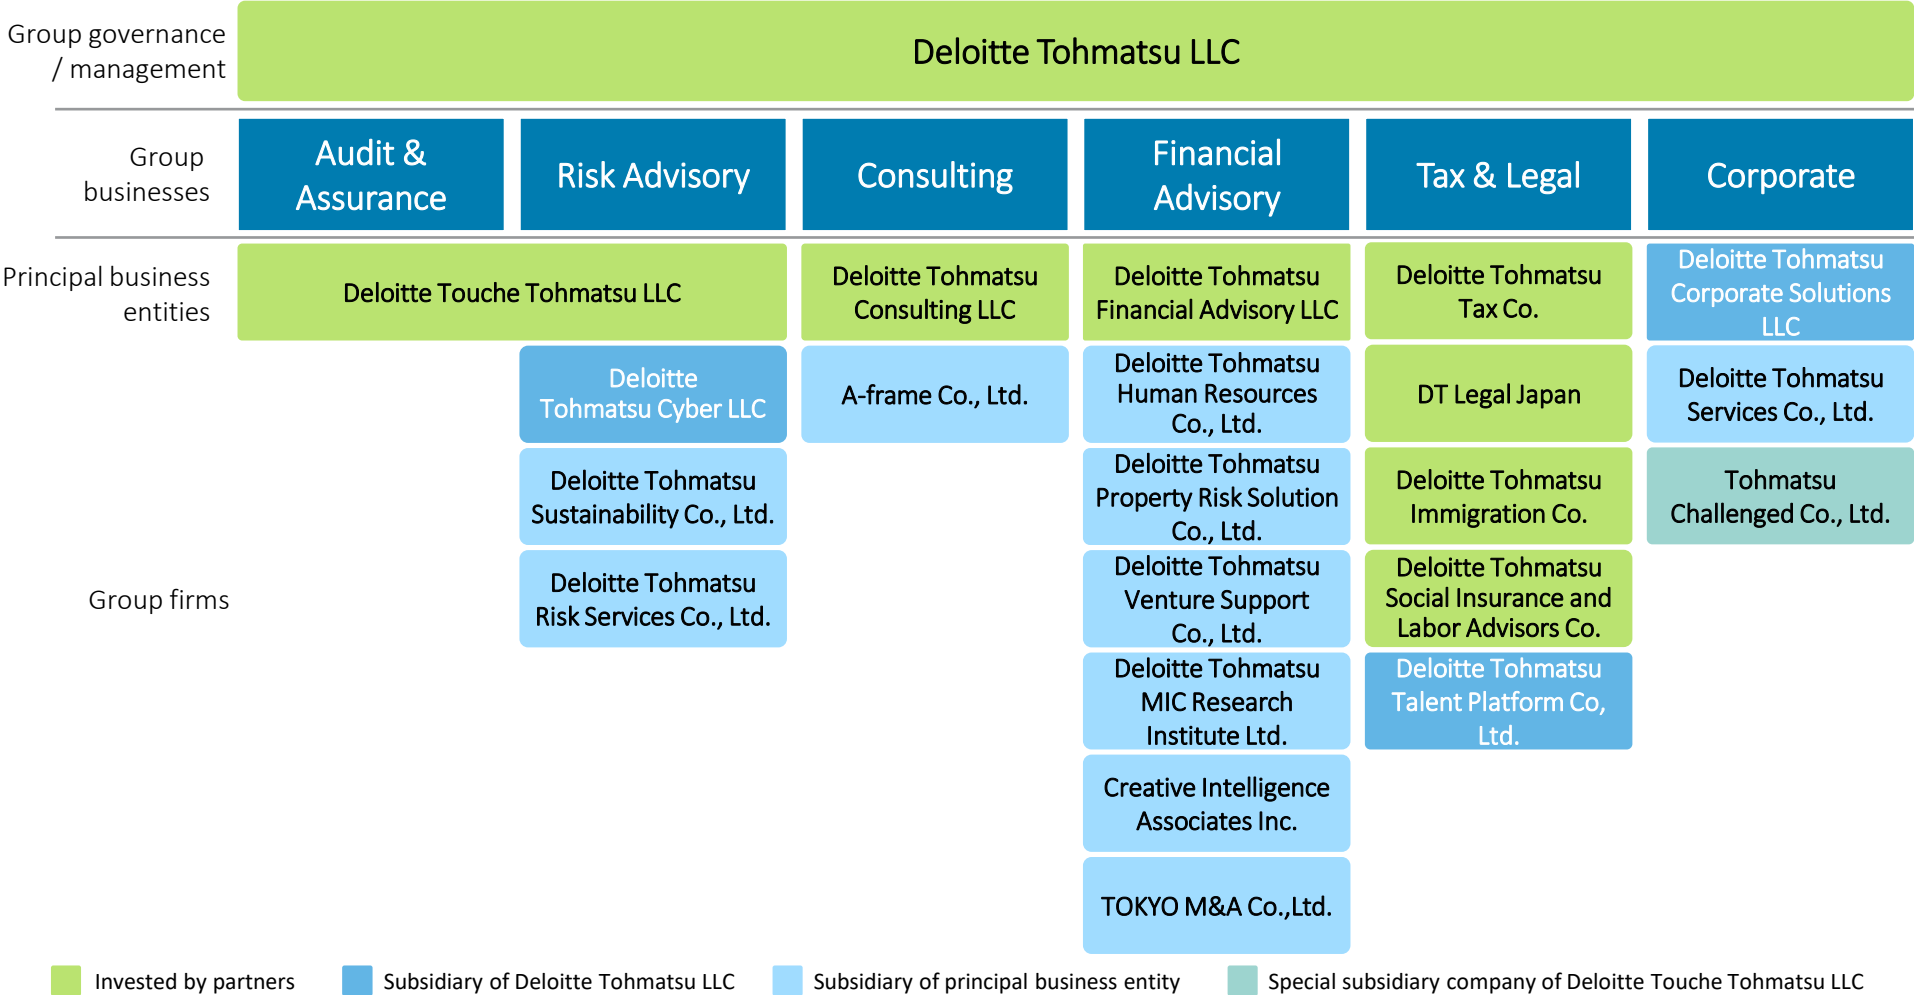 Group governance
/ management
Deloitte Tohmatsu LLC
Group
businesses
Audit &
Assurance
Risk Advisory
Consulting
Financial
Advisory
Tax & Legal
Corporate
Principal business
entities
Deloitte Touche Tohmatsu LLC
Deloitte Tohmatsu
Consulting LLC
Deloitte Tohmatsu
Financial Advisory LLC
Deloitte Tohmatsu
Tax Co.
Deloitte Tohmatsu
Corporate Solutions
LLC
Group firms
Deloitte
Tohmatsu Cyber LLC
Deloitte Tohmatsu
Sustainability Co., Ltd.
Deloitte Tohmatsu
Risk Services Co., Ltd.
A-frame Co., Ltd.
Deloitte Tohmatsu
Human Resources
Co., Ltd.
Deloitte Tohmatsu
Property Risk Solution
Co., Ltd.
Deloitte Tohmatsu
Venture Support
Co., Ltd.
Deloitte Tohmatsu
MIC Research
Institute Ltd.
Creative Intelligence
Associates Inc.
TOKYO M&A Co.,Ltd.
DT Legal Japan
Deloitte Tohmatsu
Immigration Co.
Deloitte Tohmatsu
Social Insurance and
Labor Advisors Co.
Deloitte Tohmatsu
Talent Platform Co,
Ltd.
Deloitte Tohmatsu
Services Co., Ltd.
Tohmatsu
Challenged Co., Ltd.
Invested by partners
Subsidiary of Deloitte Tohmatsu LLC
Subsidiary of principal business entity
Special subsidiary company of Deloitte Touche Tohmatsu LLC